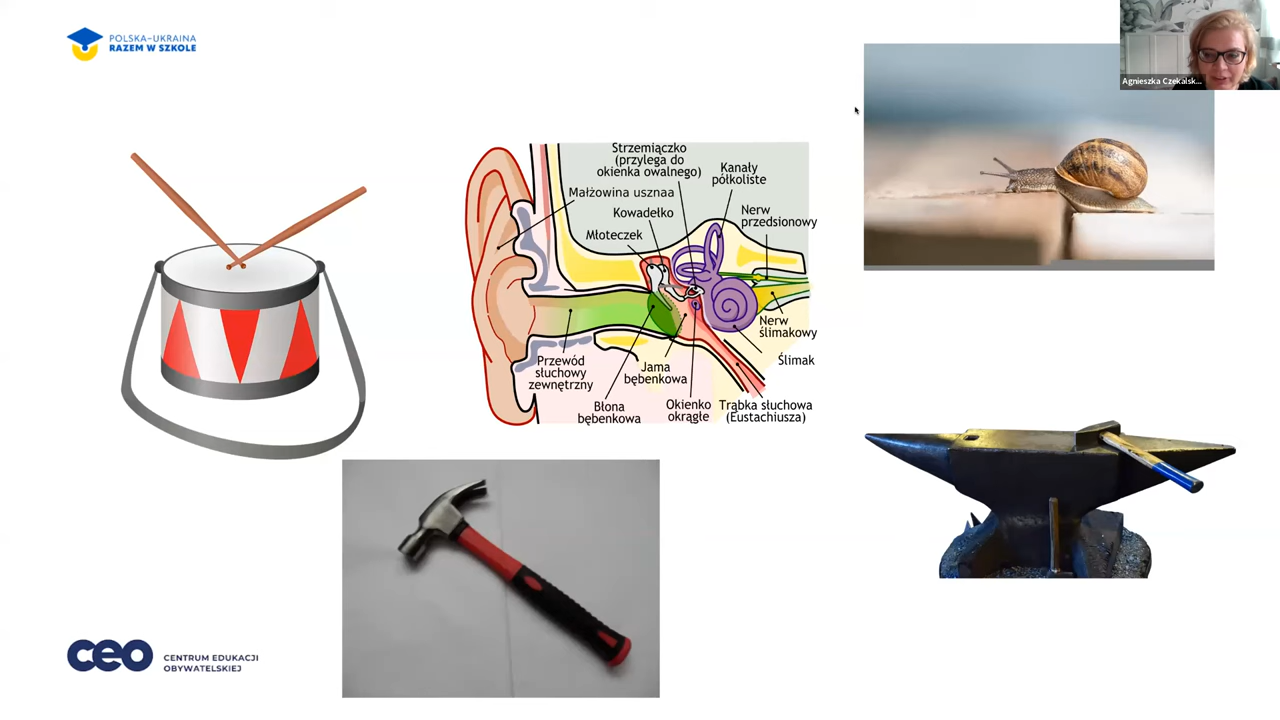 POLSKA–UKRAINA
RAZEM W SZKOLE
Agnieszka Czekalsk...
Strzemiączko
(przylega do
okienka owalnego)
Kanały
półkoliste
Małżowina usznaa
Kowadełko
Nerw
przedsionowy
Młoteczek
Nerw
ślimakowy
Przewód
słuchowy
zewnętrzny
Jama
bębenkowa
Ślimak
Błona
bębenkowa
Okienko
okrągłe
Trąbka słuchowa
(Eustachiusza)
ceo
CENTRUM EDUKACJI
OBYWATELSKIEJ